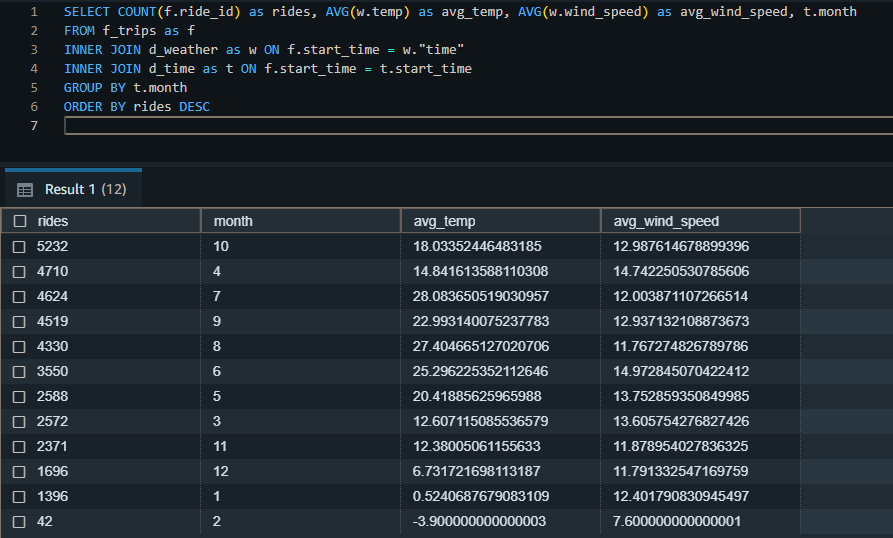 1 SELECT COUNT(f.ride_id) as rides, AVG(w.temp) as avg_temp, AVG(w.wind_speed) as avg_wind_speed, t.month
2 FROM f_trips as f
3 INNER JOIN d_weather as w ON f.start_time = w."time"
4 INNER JOIN d_time as t ON f.start_time = t.start_time
5 GROUP BY t.month
6 ORDER BY rides DESC
7
Result 1 (12)
rides month avg_temp avg_wind_speed
5232 10 18.03352446483185 12.987614678899396
4710 4 14.841613588110308 14.742250530785606
4624 7 28.083650519030957 12.003871107266514
4519 9 22.993140075237783 12.937132108873673
4330 8 27.404665127020706 11.767274826789786
3550 6 25.296225352112646 14.972845070422412
2588 5 20.41885625965988 13.752859350849985
2572 3 12.607115085536579 13.605754276827426
2371 11 12.38005061155633 11.878954027836325
1696 12 6.731721698113187 11.791332547169759
1396 1 0.5240687679083109 12.401790830945497
42 2 -3.900000000000003 7.600000000000001